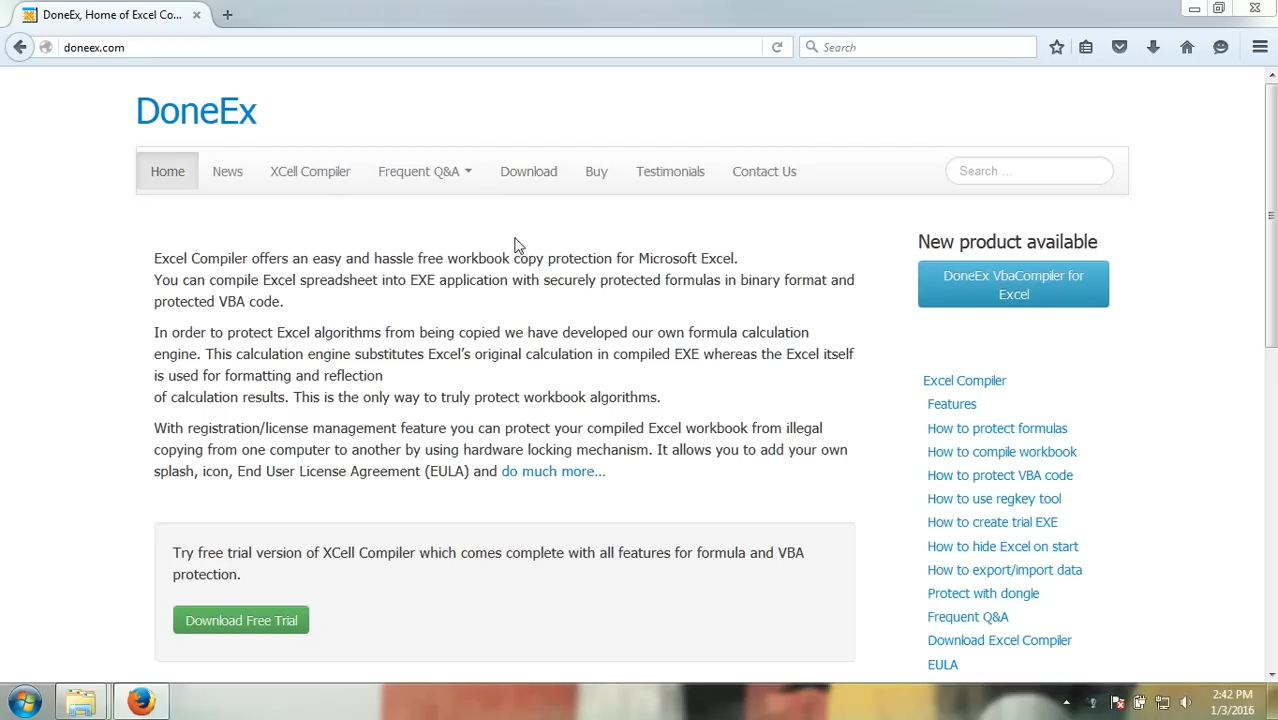 DoneEx, Home of Excel Co...
doneex.com
Search
DoneEx
Home News XCell Compiler Frequent Q&A Download Buy Testimonials Contact Us Search ...
Excel Compiler offers an easy and hassle free workbook copy protection for Microsoft Excel.
You can compile Excel spreadsheet into EXE application with securely protected formulas in binary format and
protected VBA code.
In order to protect Excel algorithms from being copied we have developed our own formula calculation
engine. This calculation engine substitutes Excel's original calculation in compiled EXE whereas the Excel itself
is used for formatting and reflection
of calculation results. This is the only way to truly protect workbook algorithms.
With registration/license management feature you can protect your compiled Excel workbook from illegal
copying from one computer to another by using hardware locking mechanism. It allows you to add your own
splash, icon, End User License Agreement (EULA) and do much more...
Try free trial version of XCell Compiler which comes complete with all features for formula and VBA
protection.
Download Free Trial
New product available
DoneEx VbaCompiler for
Excel
Excel Compiler
Features
How to protect formulas
How to compile workbook
How to protect VBA code
How to use regkey tool
How to create trial EXE
How to hide Excel on start
How to export/import data
Protect with dongle
Frequent Q&A
Download Excel Compiler
EULA
2:42 PM
1/3/2016